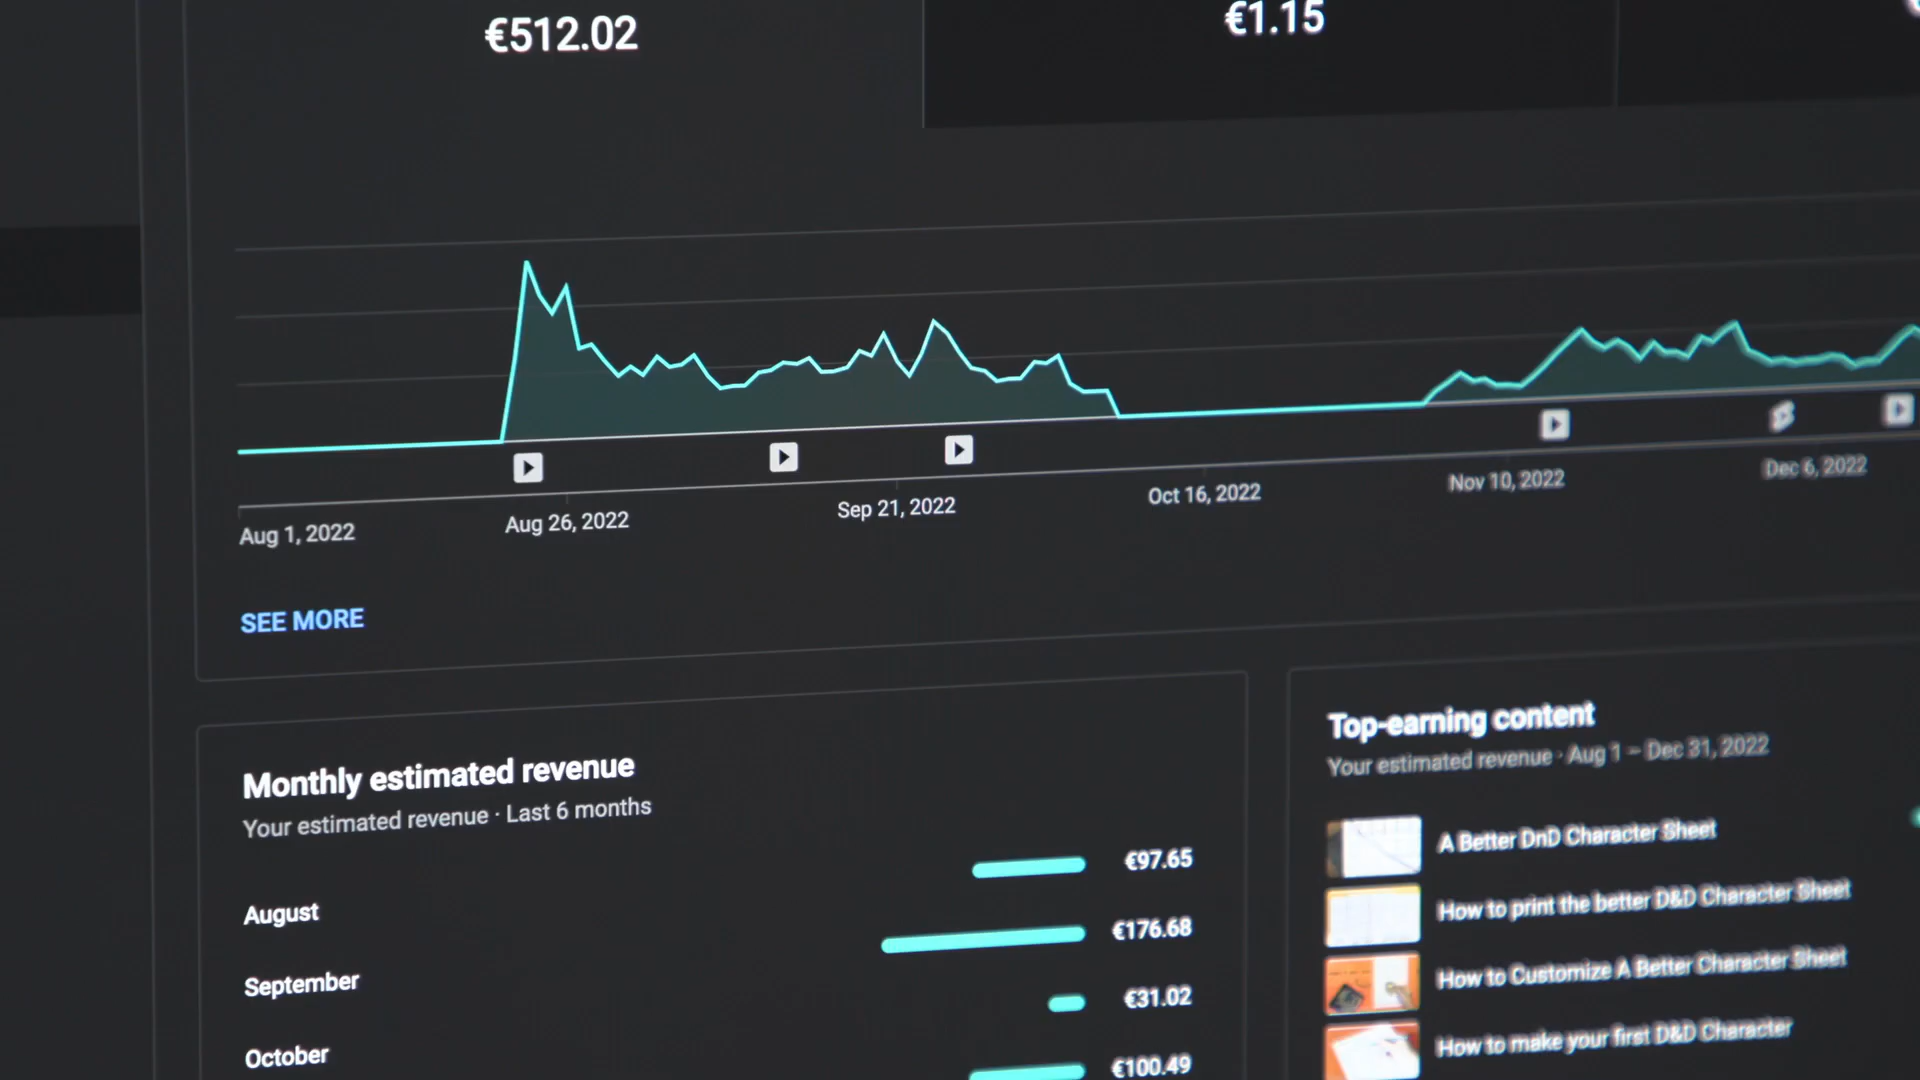 €512.02
€1.15
Aug 1, 2022
Aug 26, 2022
Sep 21, 2022
Oct 16, 2022
Nov 10, 2022
Dec 6, 2022
SEE MORE
Monthly estimated revenue
Your estimated revenue · Last 6 months
€97.65
August
€176.68
September
€31.02
October
€100.49
Top-earning content
Your estimated revenue · Aug 1 – Dec 31, 2022
A Better DnD Character Sheet
How to print the better D&D Character Sheet
How to Customize A Better Character Sheet
How to make your first D&D Character